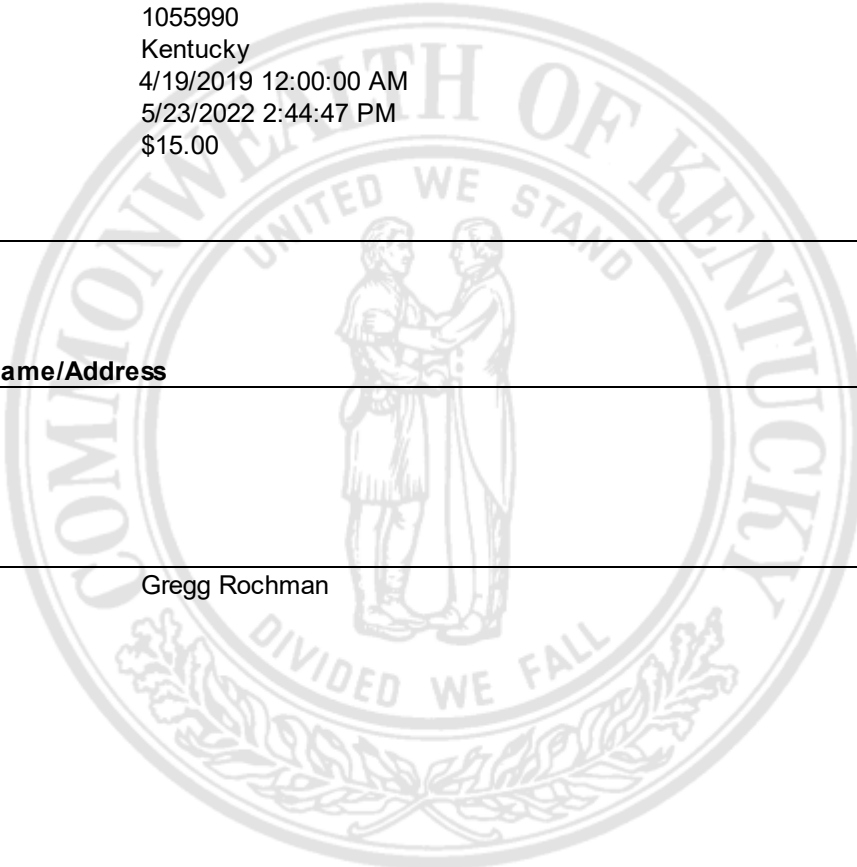 1055990
Kentucky
4/19/2019 12:00:00 AM
5/23/2022 2:44:47 PM
$15.00
COMMONWEALTH OF KENTUCKY
UNITED WE STAND
ame/Address
Gregg Rochman
DIVIDED WE FALL